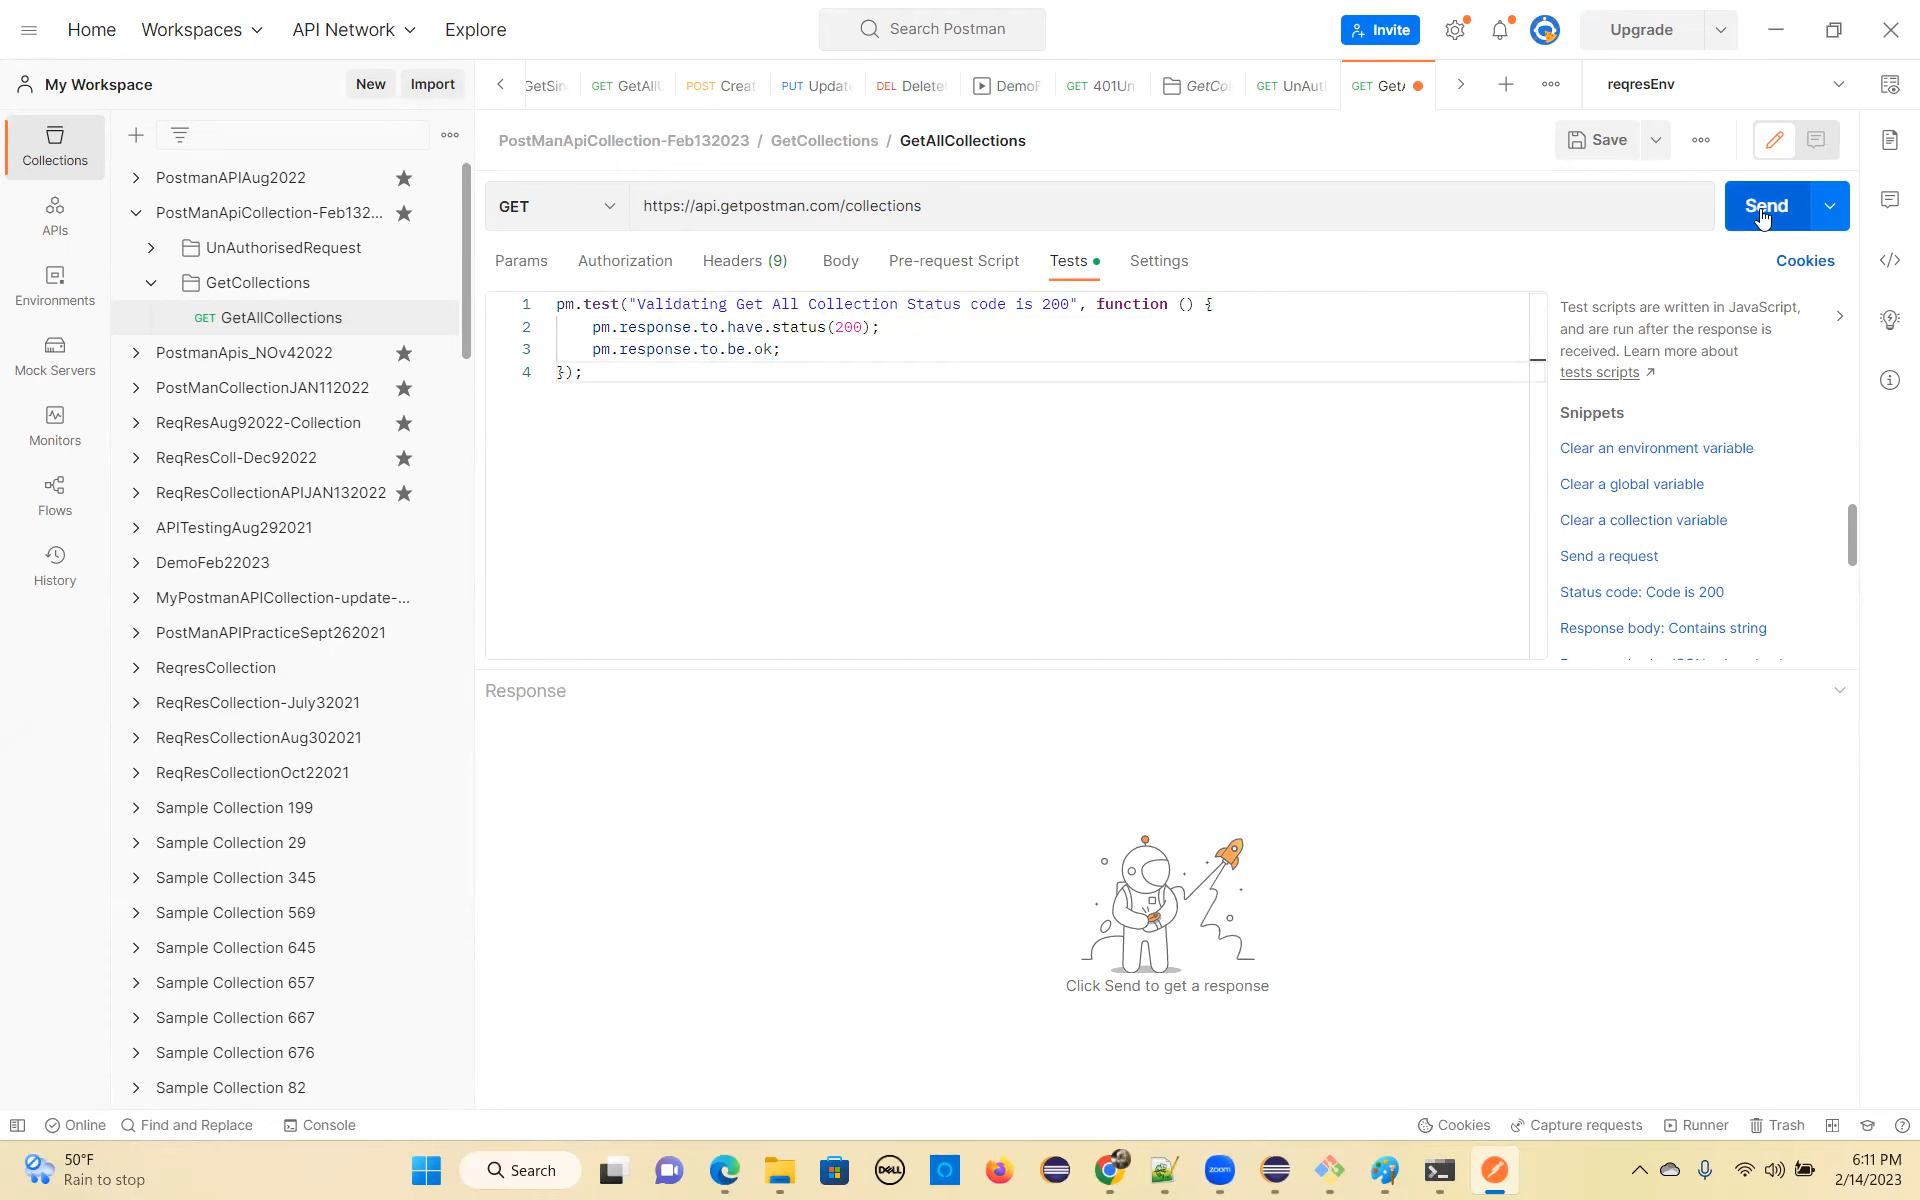 Home
Workspaces
API Network
Explore
Search Postman
Invite
Upgrade
My Workspace
New
Import
GetSin
GET GetAllU
POST Creat
PUT Update
DEL Delete
DemoF
GET 401Un
GetCol
GET UnAut
GET GetA
reqresEnv
Collections
APIs
Environments
Mock Servers
Monitors
Flows
History
PostmanAPIAug2022
PostManApiCollection-Feb132...
UnAuthorisedRequest
GetCollections
GET GetAllCollections
PostmanApis_NOv42022
PostManCollectionJAN112022
ReqResAug92022-Collection
ReqResColl-Dec92022
ReqResCollectionAPIJAN132022
APITestingAug292021
DemoFeb22023
MyPostmanAPICollection-update-...
PostManAPIPracticeSept262021
ReqresCollection
ReqResCollection-July32021
ReqResCollectionAug302021
ReqResCollectionOct22021
Sample Collection 199
Sample Collection 29
Sample Collection 345
Sample Collection 569
Sample Collection 645
Sample Collection 657
Sample Collection 667
Sample Collection 676
Sample Collection 82
PostManApiCollection-Feb132023 / GetCollections / GetAllCollections
Save
GET
https://api.getpostman.com/collections
Send
Params
Authorization
Headers (9)
Body
Pre-request Script
Tests
Settings
Cookies
1 pm.test("Validating Get All Collection Status code is 200", function () {
2 pm.response.to.have.status(200);
3 pm.response.to.be.ok;
4 });
Test scripts are written in JavaScript,
and are run after the response is
received. Learn more about
tests scripts
Snippets
Clear an environment variable
Clear a global variable
Clear a collection variable
Send a request
Status code: Code is 200
Response body: Contains string
Response
Click Send to get a response
Online
Find and Replace
Console
Cookies
Capture requests
Runner
Trash
50°F
Rain to stop
Search
DELL
zoom
6:11 PM
2/14/2023